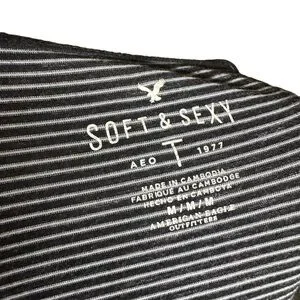 SOFT & SEXY
AEO T 1977
MADE IN CAMBODIA
FABRIQUÉ AU CAMBODGE
HECHO EN CAMBOYA
M/M/M
AMERICAN EAGLE
OUTFITTERS